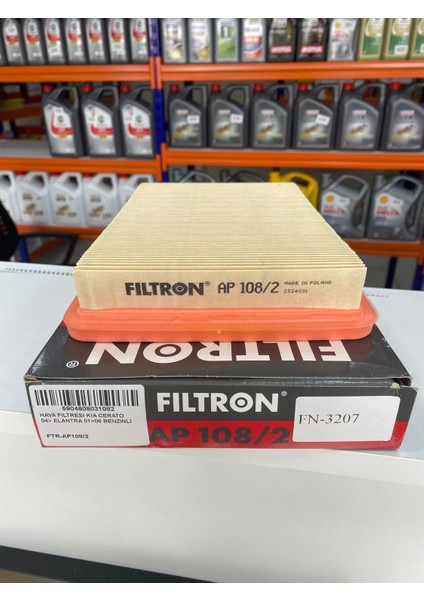 FILTRON® AP 108/2 MADE IN POLAND
2324031
FILTRON
FILTRON®
AP 108/2
5904608031082
HAVA FILTRESi KIA CERATO
04> ELANTRA 01>06 BENZINLI
FTR-AP108/2
FN-3207